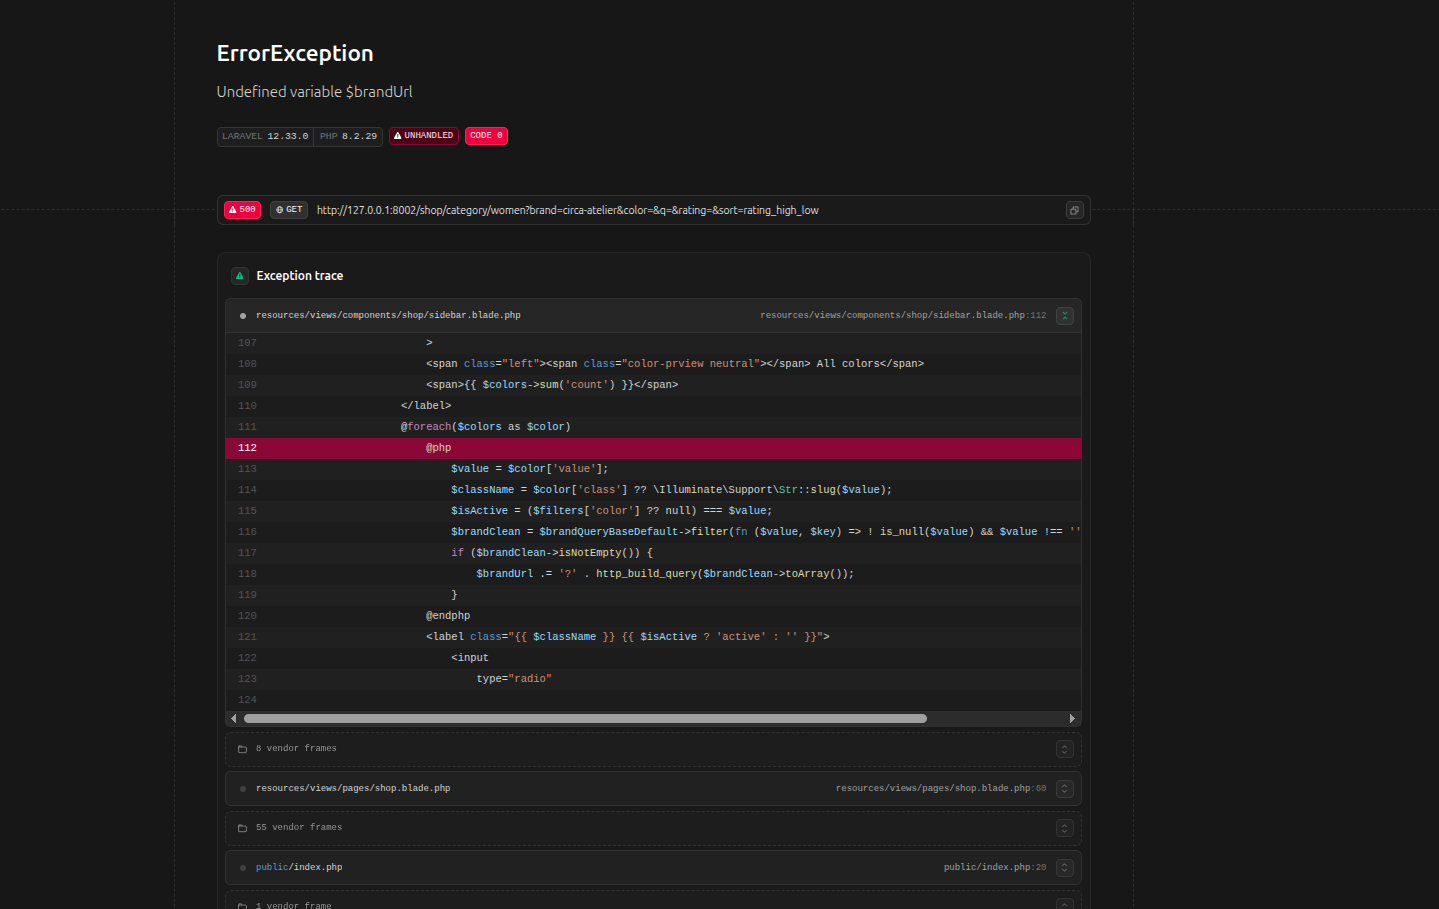 ErrorException
Undefined variable $brandUrl
LARAVEL 12.33.0 PHP 8.2.29 UNHANDLED CODE 0
500 GET http://127.0.0.1:8002/shop/category/women?brand=circa-atelier&color=&q=&rating=&sort=rating_high_low
Exception trace
resources/views/components/shop/sidebar.blade.php resources/views/components/shop/sidebar.blade.php:112
107 >
108 <span class="left"><span class="color-prview neutral"></span> All colors</span>
109 <span>{{ $colors->sum('count') }}</span>
110 </label>
111 @foreach($colors as $color)
112 @php
113 $value = $color['value'];
114 $className = $color['class'] ?? \Illuminate\Support\Str::slug($value);
115 $isActive = ($filters['color'] ?? null) === $value;
116 $brandClean = $brandQueryBaseDefault->filter(fn ($value, $key) => ! is_null($value) && $value !== ''
117 if ($brandClean->isNotEmpty()) {
118 $brandUrl .= '?' . http_build_query($brandClean->toArray());
119 }
120 @endphp
121 <label class="{{ $className }} {{ $isActive ? 'active' : '' }}">
122 <input
123 type="radio"
124
8 vendor frames
resources/views/pages/shop.blade.php resources/views/pages/shop.blade.php:60
55 vendor frames
public/index.php public/index.php:20
1 vendor frame